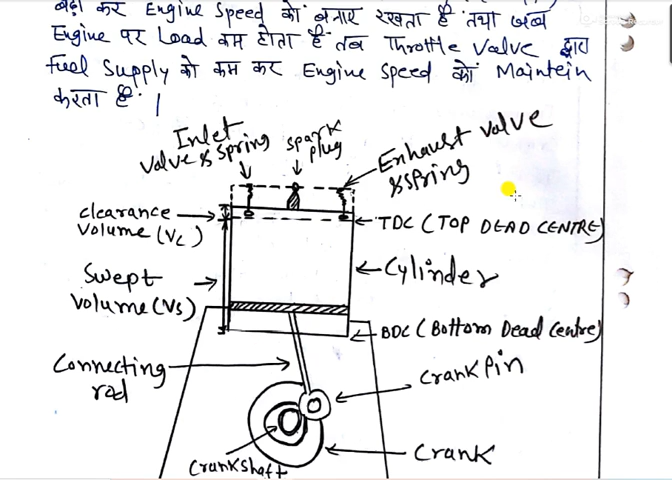 बढ़ा कर Engine Speed को बनाए रखता है तथा जब
Engine पर Load कम होता है तब Throttle Valve द्वारा
Fuel Supply को कम कर Engine Speed को Maintein
करता है ।
Inlet
Valve & Spring
spark
plug
Enhaust Valve
& spring
clearance
volume (Vc)
TDC (TOP DEAD CENTRE)
Swept
Volume (Vs)
Cylinder
BDC (Bottom Dead Centre)
Connecting
rod
Crank Pin
Crank
Crankshaft